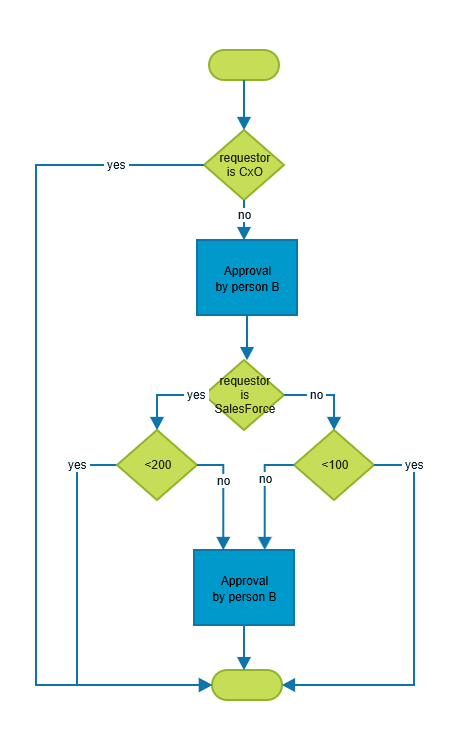 requestor
is CxO
yes
no
Approval
by person B
requestor
is
SalesForce
yes
no
<200
<100
yes
no
no
yes
Approval
by person B